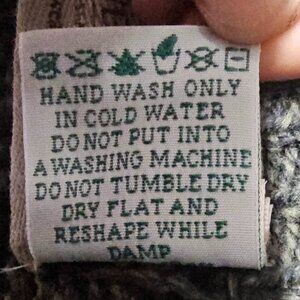 HAND WASH ONLY
IN COLD WATER
DO NOT PUT INTO
A WASHING MACHINE
DO NOT TUMBLE DRY
DRY FLAT AND
RESHAPE WHILE
DAMP